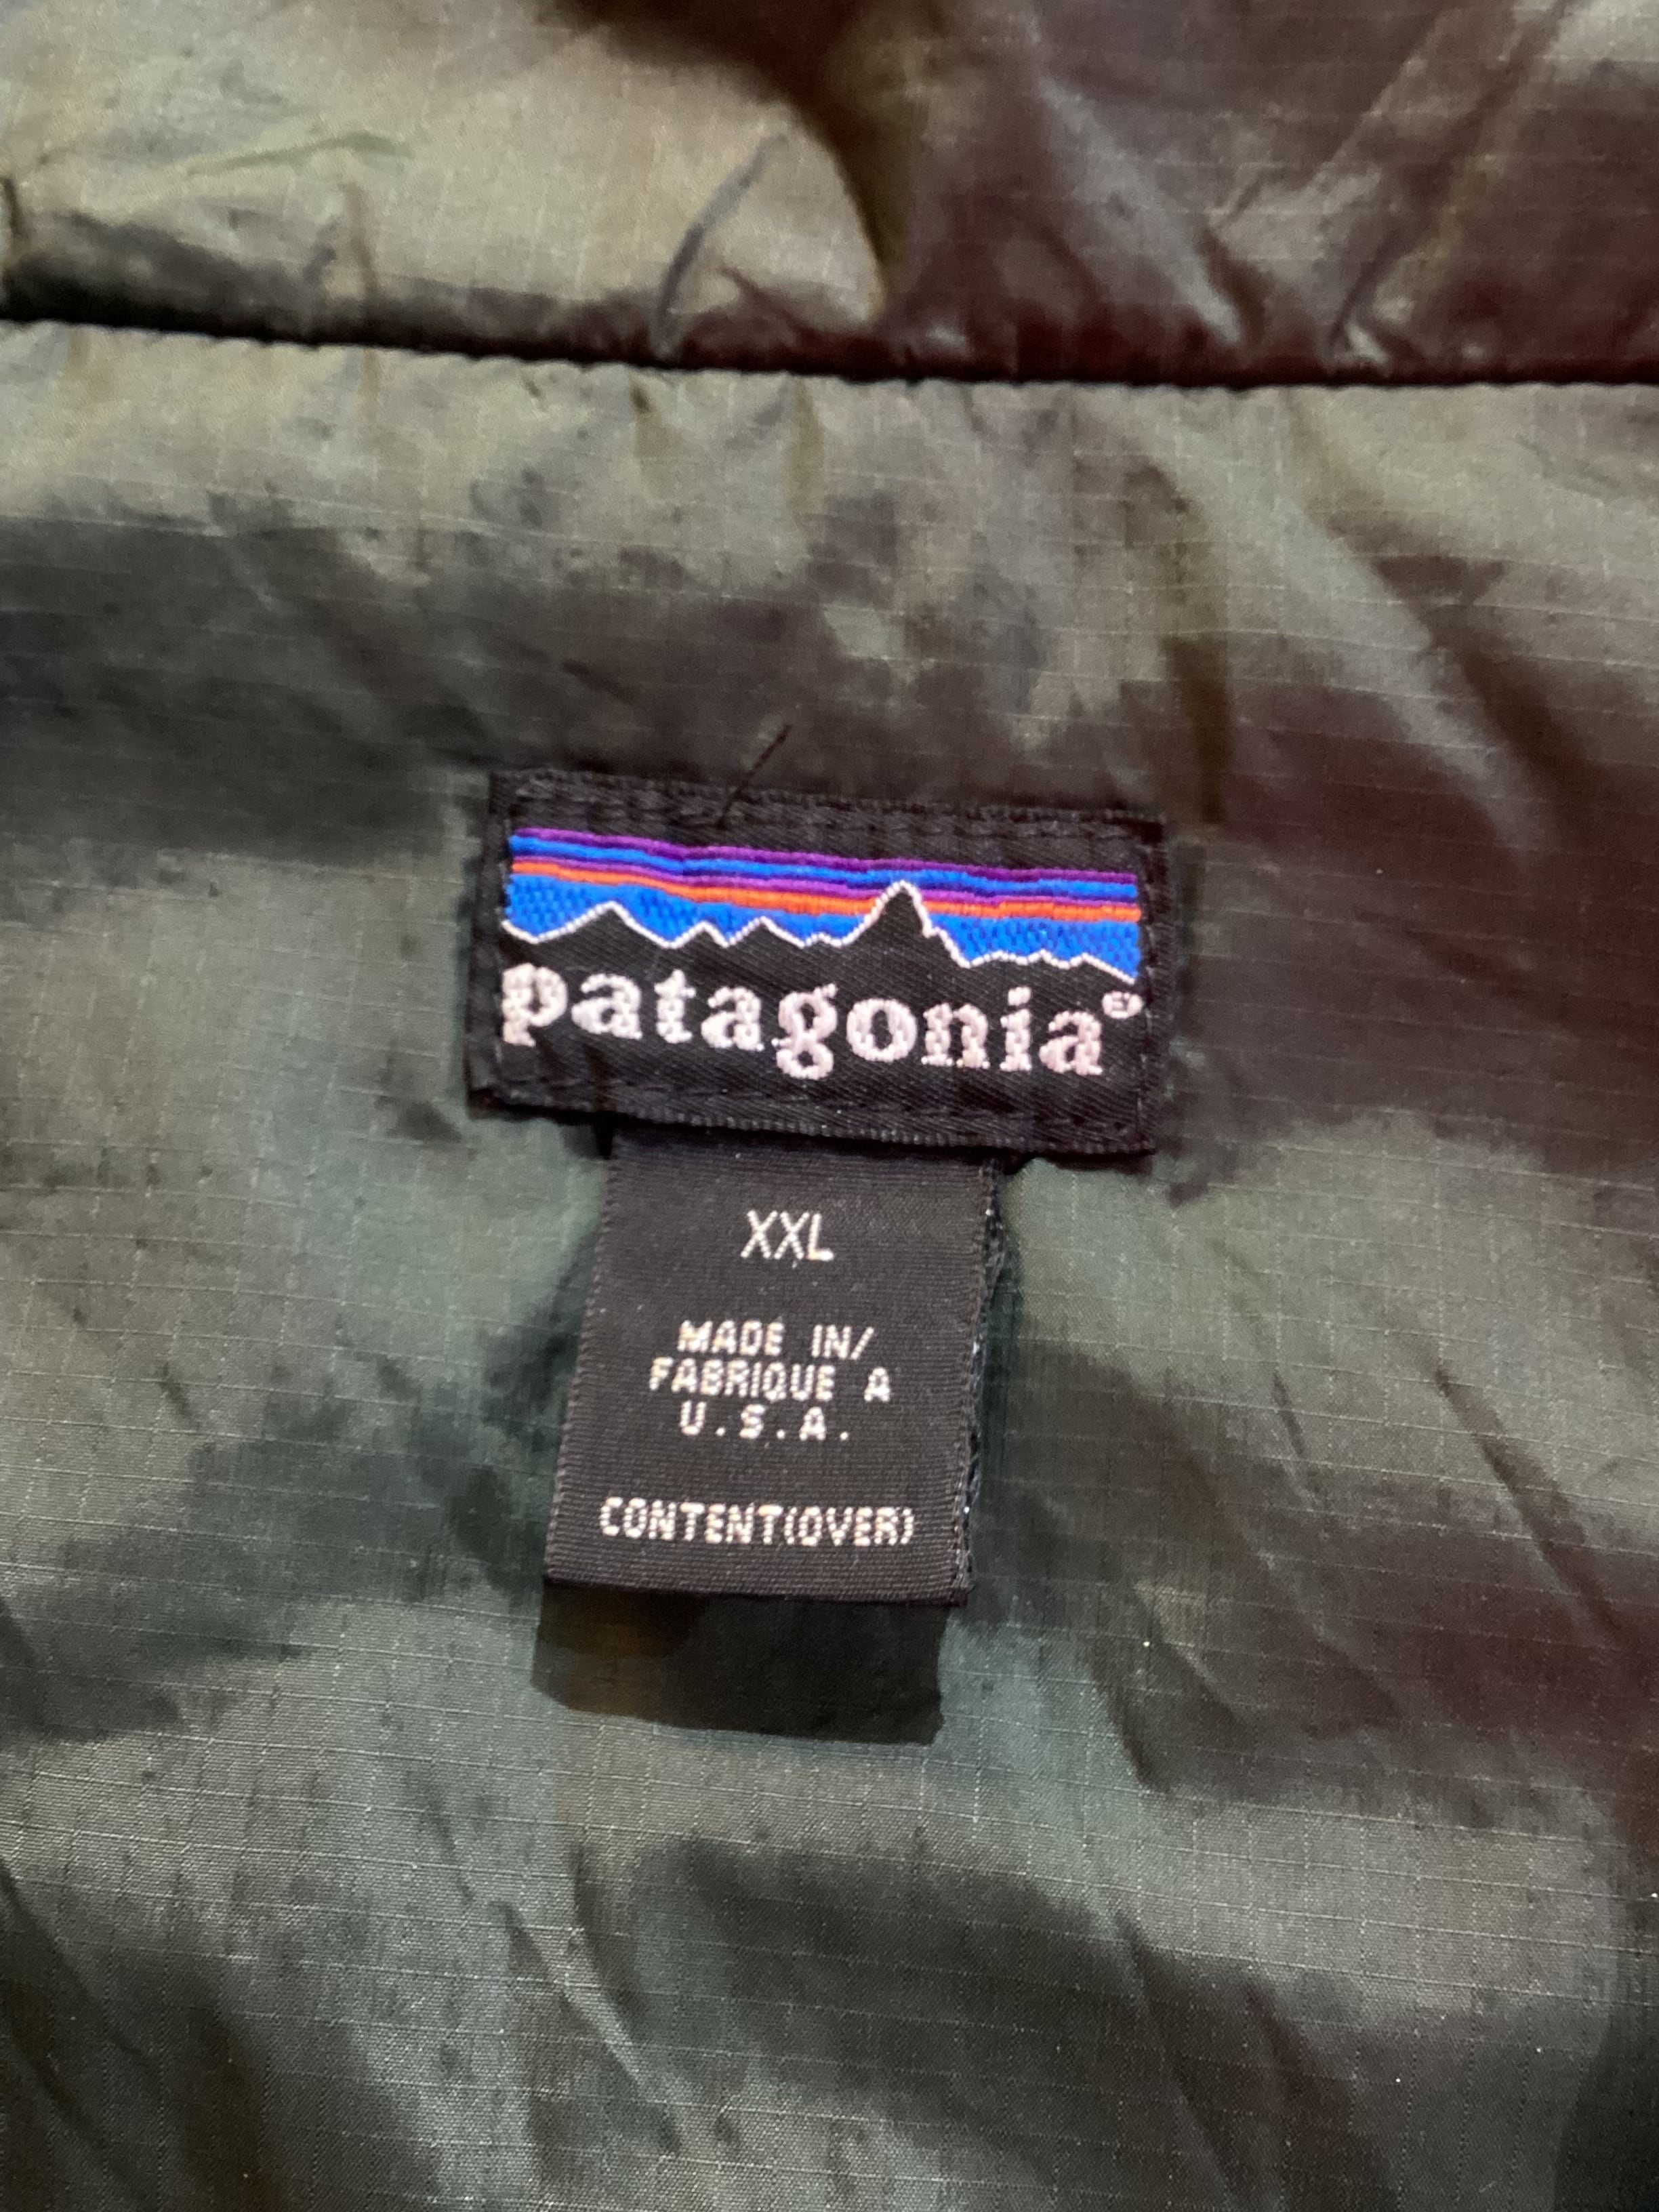 patagonia®
XXL
MADE IN/
FABRIQUE A
U.S.A.
CONTENT(OVER)